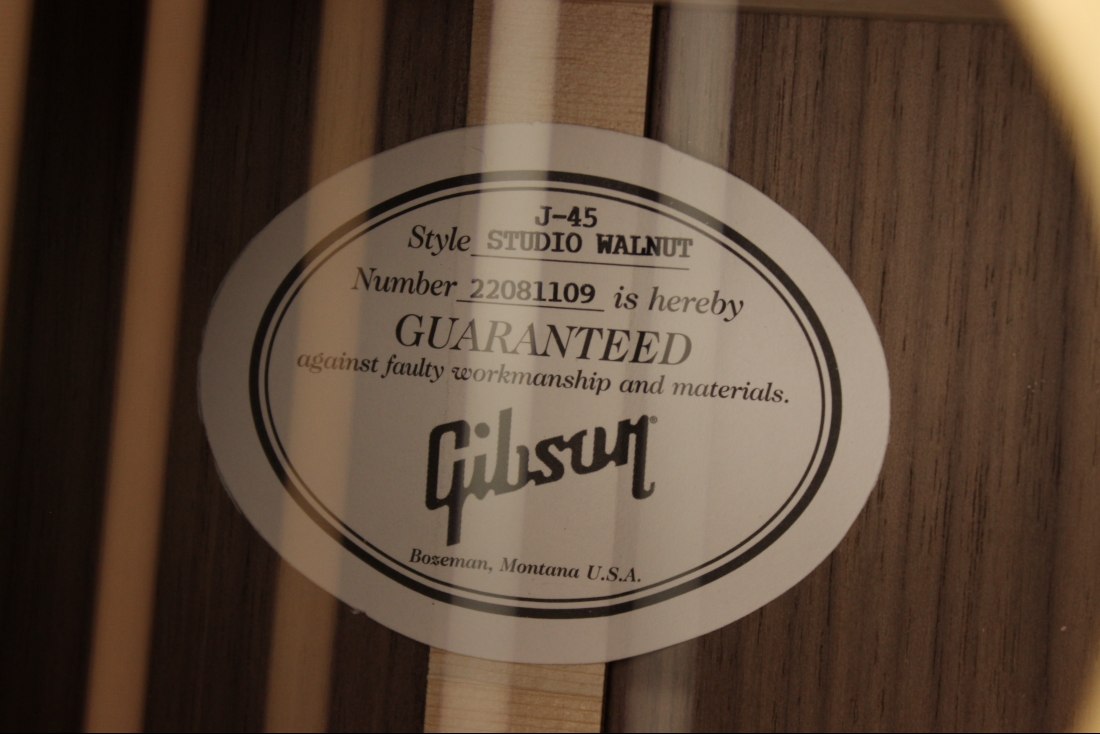 J-45
Style STUDIO WALNUT
Number 22081109 is hereby
GUARANTEED
against faulty workmanship and materials.
Gibson®
Bozeman, Montana U.S.A.